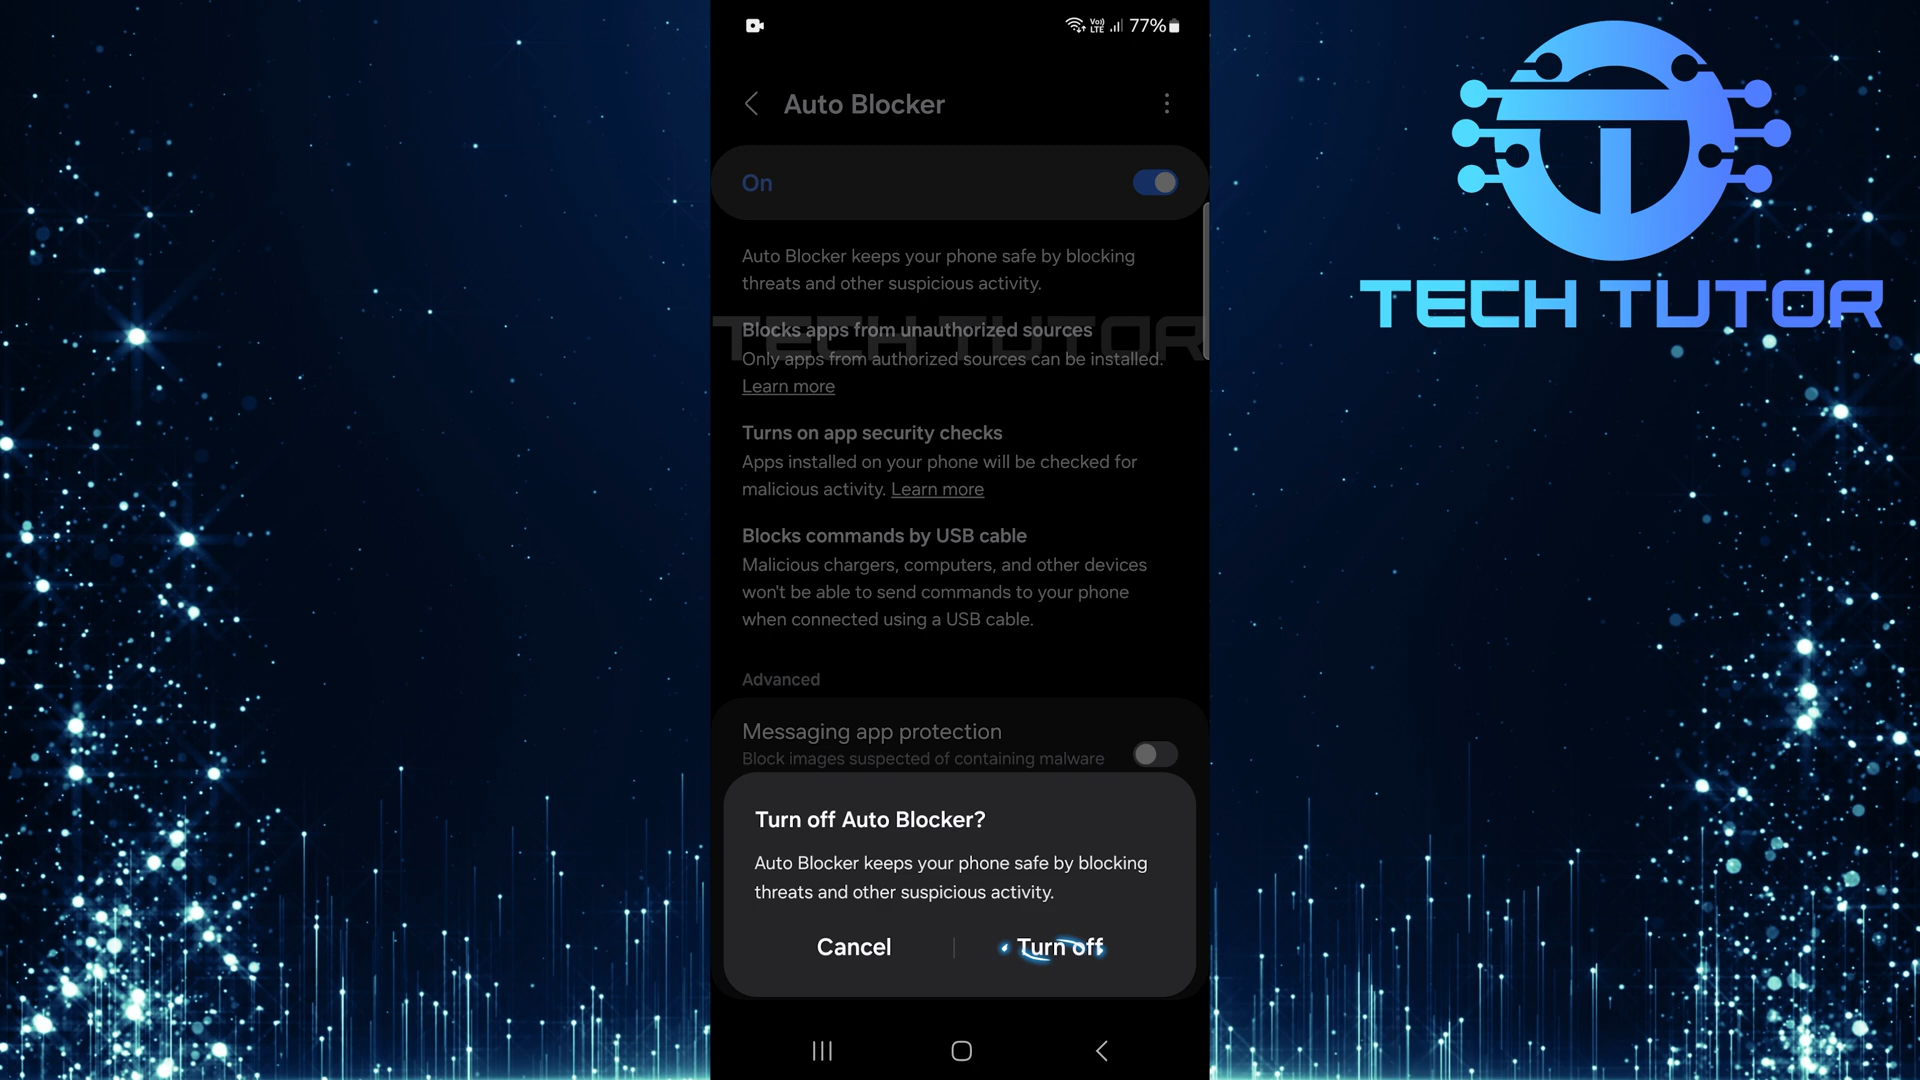 Vo))
LTE
77%
Auto Blocker
On
Auto Blocker keeps your phone safe by blocking
threats and other suspicious activity.
Blocks apps from unauthorized sources
Only apps from authorized sources can be installed.
Learn more
Turns on app security checks
Apps installed on your phone will be checked for
malicious activity. Learn more
Blocks commands by USB cable
Malicious chargers, computers, and other devices
won't be able to send commands to your phone
when connected using a USB cable.
Advanced
Messaging app protection
Block images suspected of containing malware
Turn off Auto Blocker?
Auto Blocker keeps your phone safe by blocking
threats and other suspicious activity.
Cancel
Turn off
TECH TUTOR
TECH TUTOR